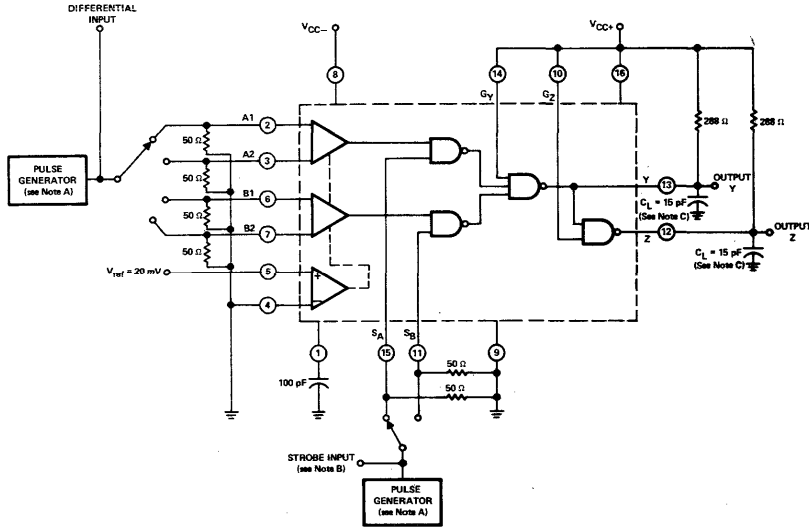 DIFFERENTIAL
INPUT
VCC–
VCC+
8
14
10
16
GY
GZ
288 Ω
288 Ω
A1
2
50 Ω
A2
3
50 Ω
PULSE
GENERATOR
(see Note A)
B1
6
50 Ω
B2
7
50 Ω
Vref = 20 mV
5
+
4
–
Y
13
OUTPUT
Y
CL = 15 pF
(See Note C)
Z
12
OUTPUT
Z
CL = 15 pF
(See Note C)
SA
SB
1
15
11
9
100 pF
50 Ω
50 Ω
STROBE INPUT
(see Note B)
PULSE
GENERATOR
(see Note A)